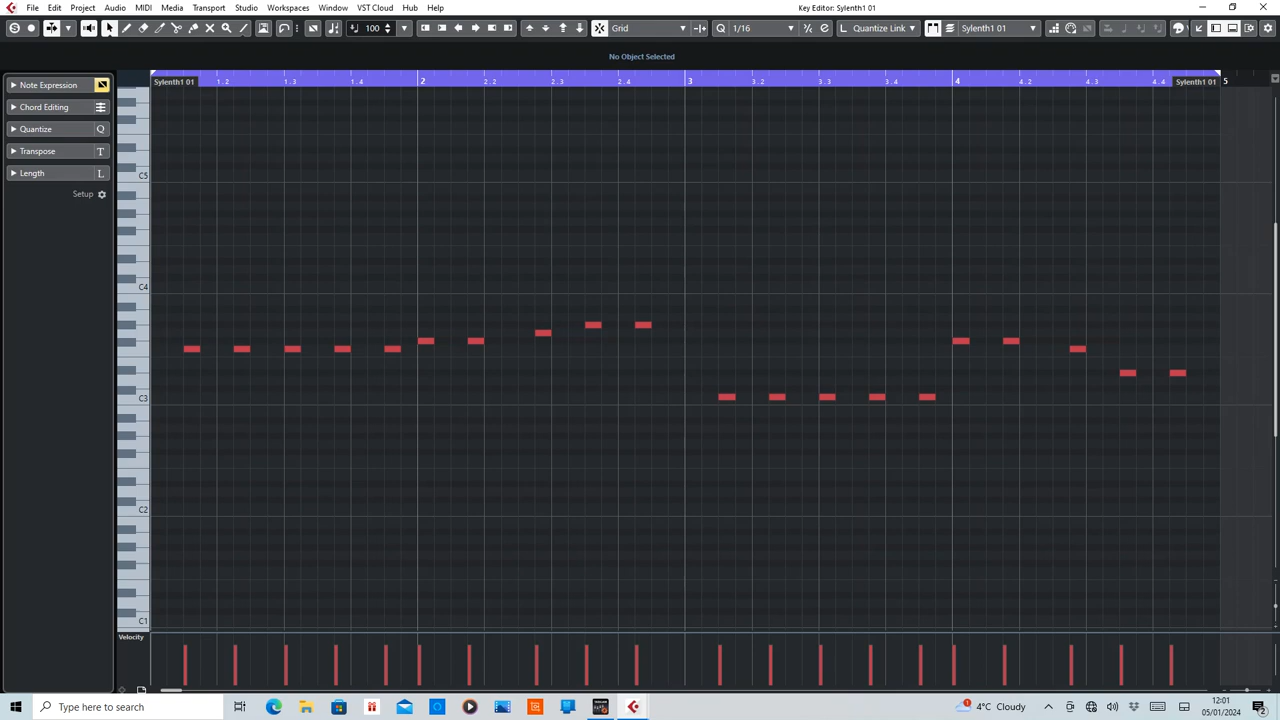 Key Editor: Sylenth1 01
File Edit Project Audio MIDI Media Transport Studio Workspaces Window VST Cloud Hub Help
100 Grid Q 1/16 L Quantize Link Sylenth1 01
No Object Selected
Sylenth1 01 1.2 1.3 1.4 2 2.2 2.3 2.4 3 3.2 3.3 3.4 4 4.2 4.3 4.4 Sylenth1 01 5
Note Expression
Chord Editing
Quantize Q
Transpose T
Length L
Setup
C5
C4
C3
C2
C1
Velocity
Type here to search
4°C Cloudy
12:01
05/01/2024